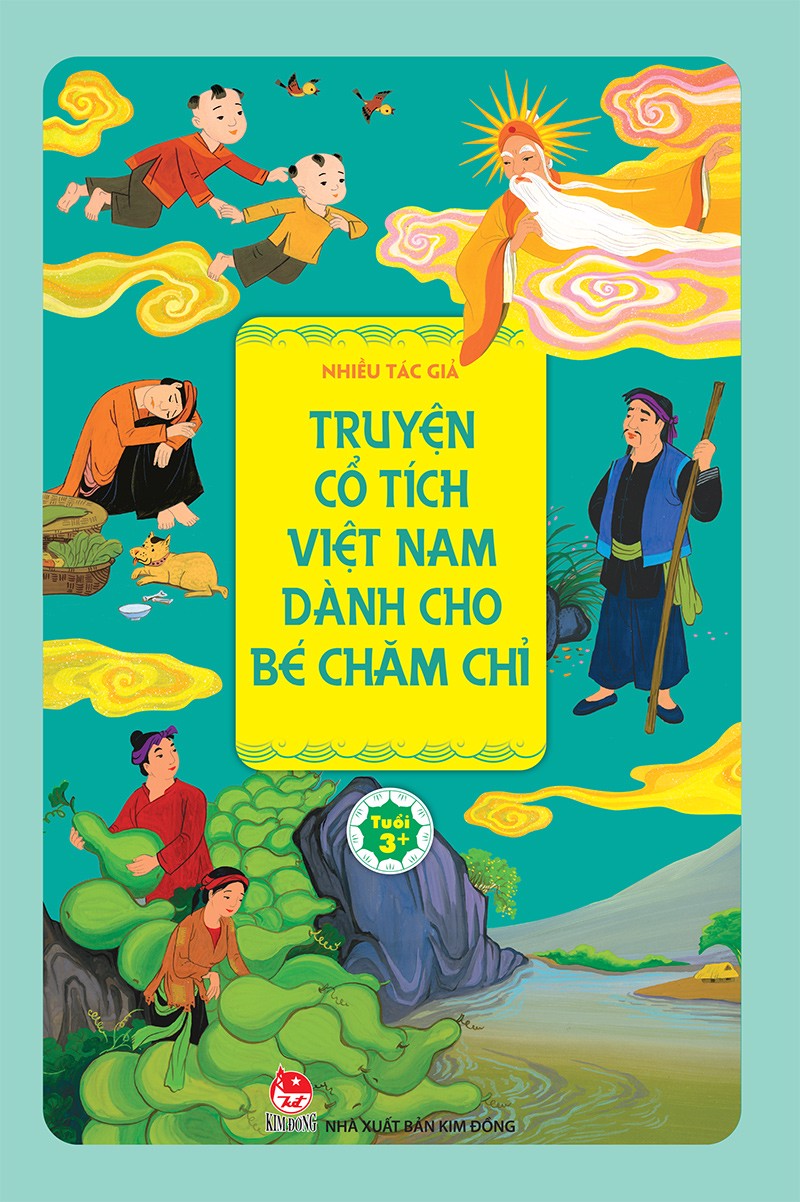 NHIỀU TÁC GIẢ
TRUYỆN
CỔ TÍCH
VIỆT NAM
DÀNH CHO
BÉ CHĂM CHỈ
Tuổi
3+
KIM ĐỒNG
NHÀ XUẤT BẢN KIM ĐỒNG